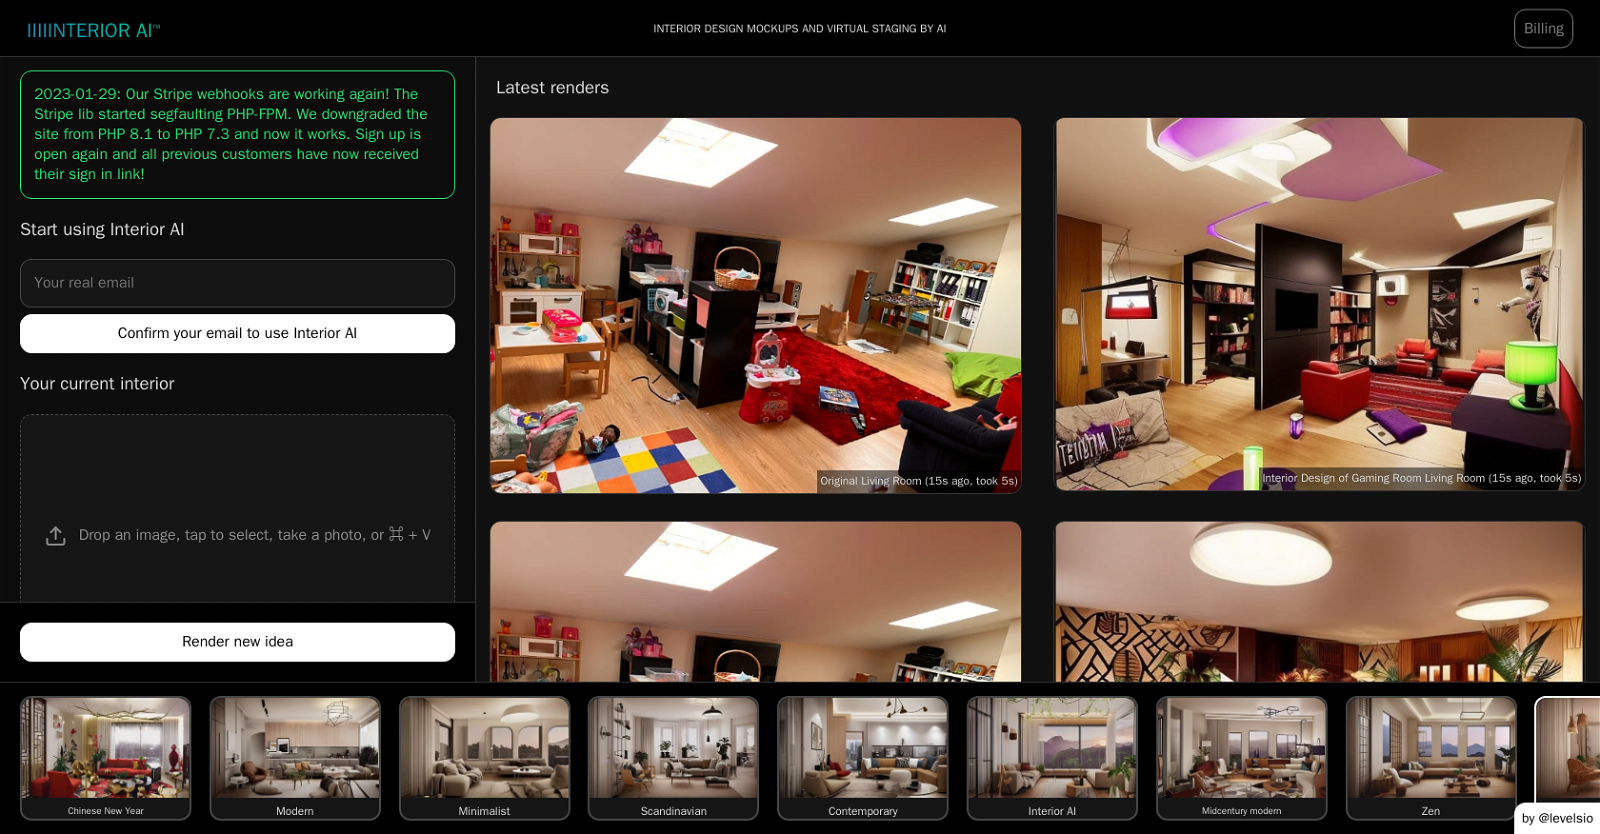 IIIIINTERIOR AI™
INTERIOR DESIGN MOCKUPS AND VIRTUAL STAGING BY AI
Billing
2023-01-29: Our Stripe webhooks are working again! The
Stripe lib started segfaulting PHP-FPM. We downgraded the
site from PHP 8.1 to PHP 7.3 and now it works. Sign up is
open again and all previous customers have now received
their sign in link!
Start using Interior AI
Your real email
Confirm your email to use Interior AI
Your current interior
Drop an image, tap to select, take a photo, or ⌘ + V
Render new idea
Latest renders
Original Living Room (15s ago, took 5s)
Interior Design of Gaming Room Living Room (15s ago, took 5s)
Chinese New Year
Modern
Minimalist
Scandinavian
Contemporary
Interior AI
Midcentury modern
Zen
by @levelsio